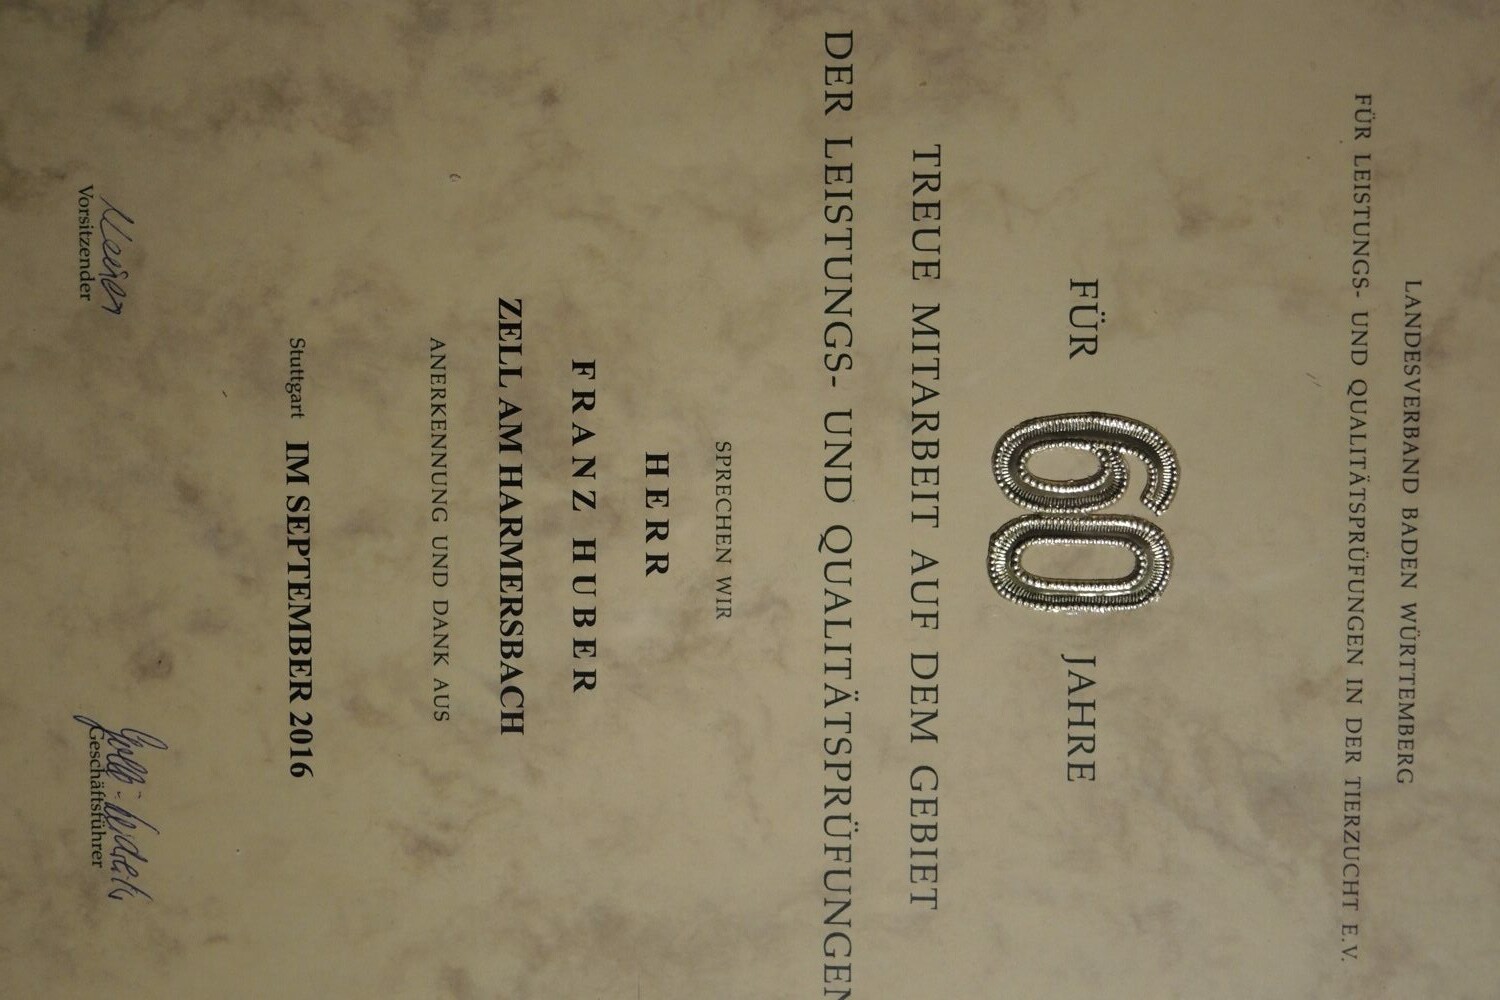 LANDESVERBAND BADEN WÜRTTEMBERG
FÜR LEISTUNGS- UND QUALITÄTSPRÜFUNGEN IN DER TIERZUCHT E.V.
FÜR 60 JAHRE
TREUE MITARBEIT AUF DEM GEBIET
DER LEISTUNGS- UND QUALITÄTSPRÜFUNGEN
SPRECHEN WIR
HERR
FRANZ HUBER
ZELL AM HARMERSBACH
ANERKENNUNG UND DANK AUS
Stuttgart IM SEPTEMBER 2016
Vorsitzender Geschäftsführer